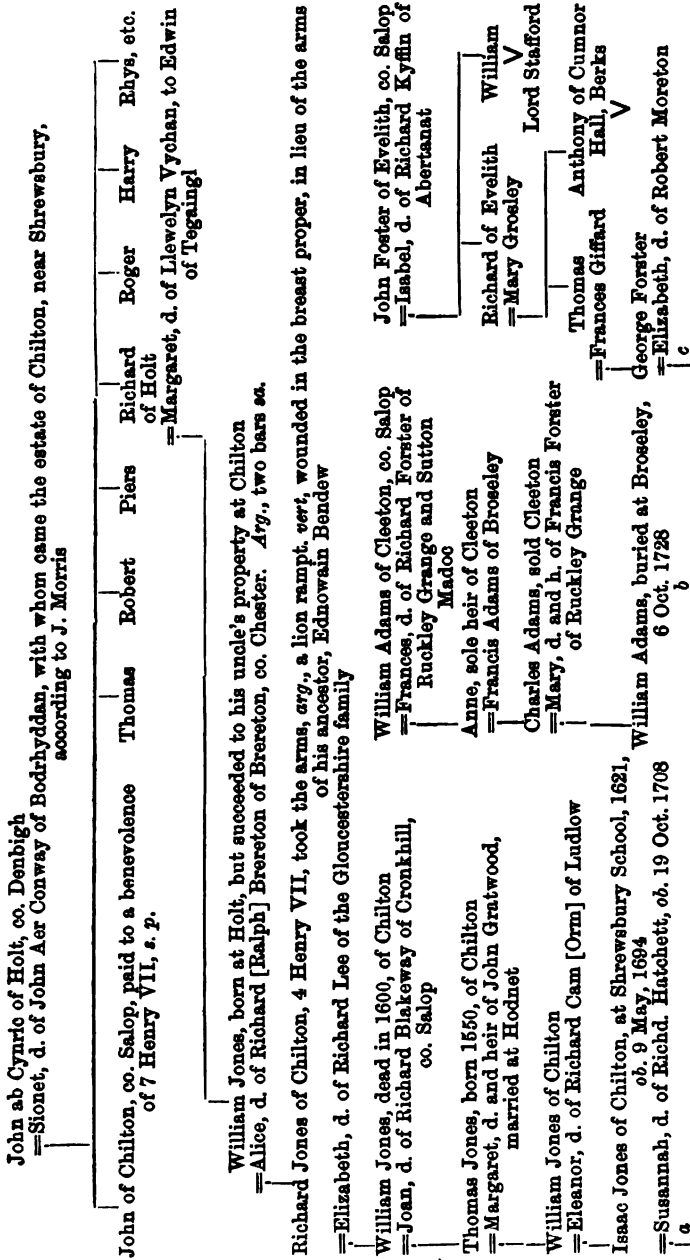 John ab Cynric of Holt, co. Denbigh
=Sionet, d. of John Aer Conway of Bodrhyddan, with whom came the estate of Chilton, near Shrewsbury,
according to J. Morris
John of Chilton, co. Salop, paid to a benevolence
of 7 Henry VII, s. p.
Thomas
Robert
Piers
Richard
of Holt
Roger
Harry
Rhys, etc.
=Margaret, d. of Llewelyn Vychan, to Edwin
of Tegaingl
William Jones, born at Holt, but succeeded to his uncle's property at Chilton
=Alice, d. of Richard [Ralph] Brereton of Brereton, co. Chester. Arg., two bars sa.
Richard Jones of Chilton, 4 Henry VII, took the arms, arg., a lion rampt. vert, wounded in the breast proper, in lieu of the arms
of his ancestor, Ednowain Bendew
=Elizabeth, d. of Richard Lee of the Gloucestershire family
William Jones, dead in 1600, of Chilton
=Joan, d. of Richard Blakeway of Cronkhill,
co. Salop
Thomas Jones, born 1550, of Chilton
=Margaret, d. and heir of John Gratwood,
married at Hodnet
William Jones of Chilton
=Eleanor, d. of Richard Cam [Orm] of Ludlow
Isaac Jones of Chilton, at Shrewsbury School, 1621,
ob. 9 May, 1694
=Susannah, d. of Richd. Hatchett, ob. 19 Oct. 1708
a
William Adams of Cleeton, co. Salop
=Frances, d. of Richard Forster of
Ruckley Grange and Sutton
Madoc
Anne, sole heir of Cleeton
=Francis Adams of Broseley
Charles Adams, sold Cleeton
=Mary, d. and h. of Francis Forster
of Ruckley Grange
William Adams, buried at Broseley,
6 Oct. 1728
b
John Foster of Evelith, co. Salop
=Isabel, d. of Richard Kyffin of
Abertanat
Richard of Evelith
=Mary Grosley
William
V
Lord Stafford
Thomas
=Frances Giffard
Anthony of Cumnor
Hall, Berks
V
George Forster
=Elizabeth, d. of Robert Moreton
c